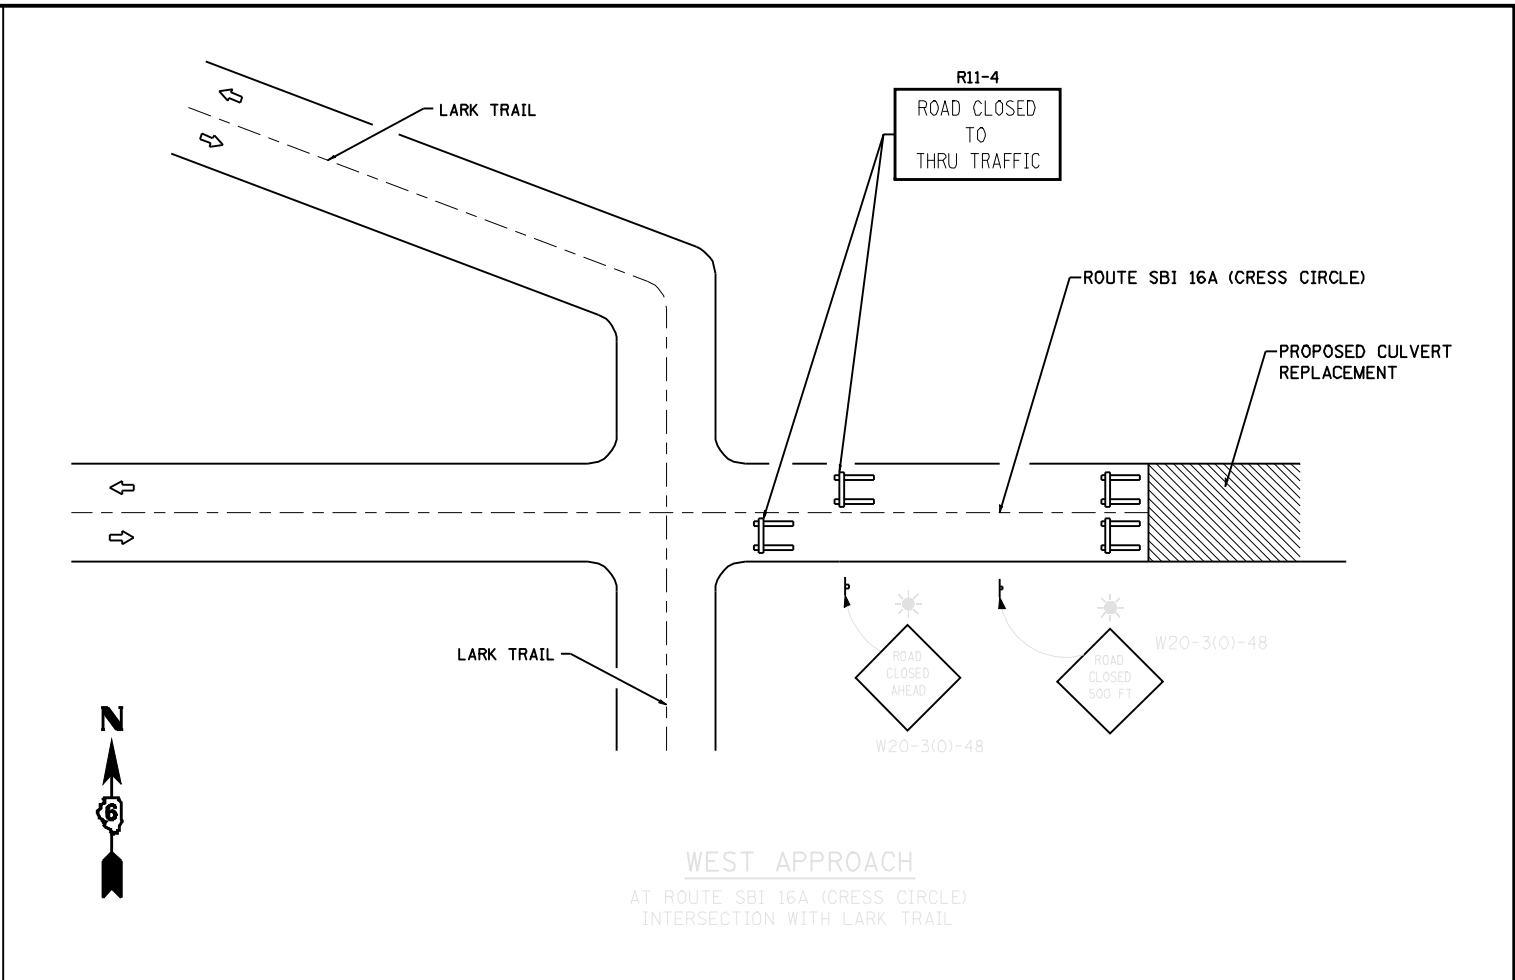 R11-4
ROAD CLOSED
TO
THRU TRAFFIC
LARK TRAIL
ROUTE SBI 16A (CRESS CIRCLE)
PROPOSED CULVERT
REPLACEMENT
LARK TRAIL
ROAD
CLOSED
AHEAD
W20-3(O)-48
ROAD
CLOSED
500 FT
W20-3(O)-48
N
6
WEST APPROACH
AT ROUTE SBI 16A (CRESS CIRCLE)
INTERSECTION WITH LARK TRAIL